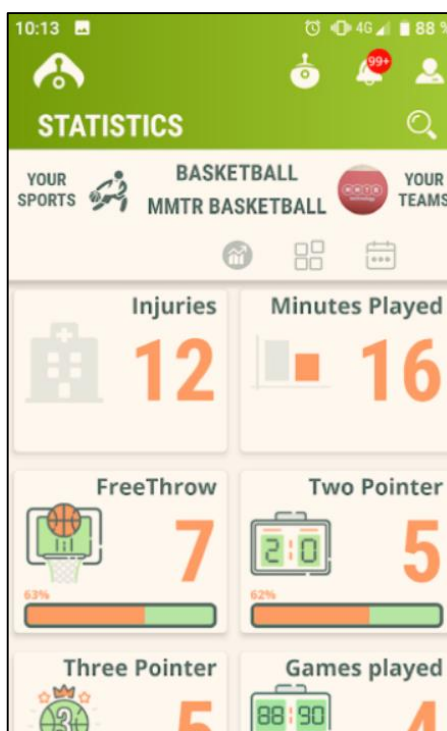 10:13 4G 88 %
99+
STATISTICS
YOUR SPORTS
BASKETBALL
MMTR BASKETBALL
MMTR
YOUR TEAMS
Injuries
12
Minutes Played
16
FreeThrow
7
63%
Two Pointer
2:0
5
62%
Three Pointer
3
5
Games played
88:90
4